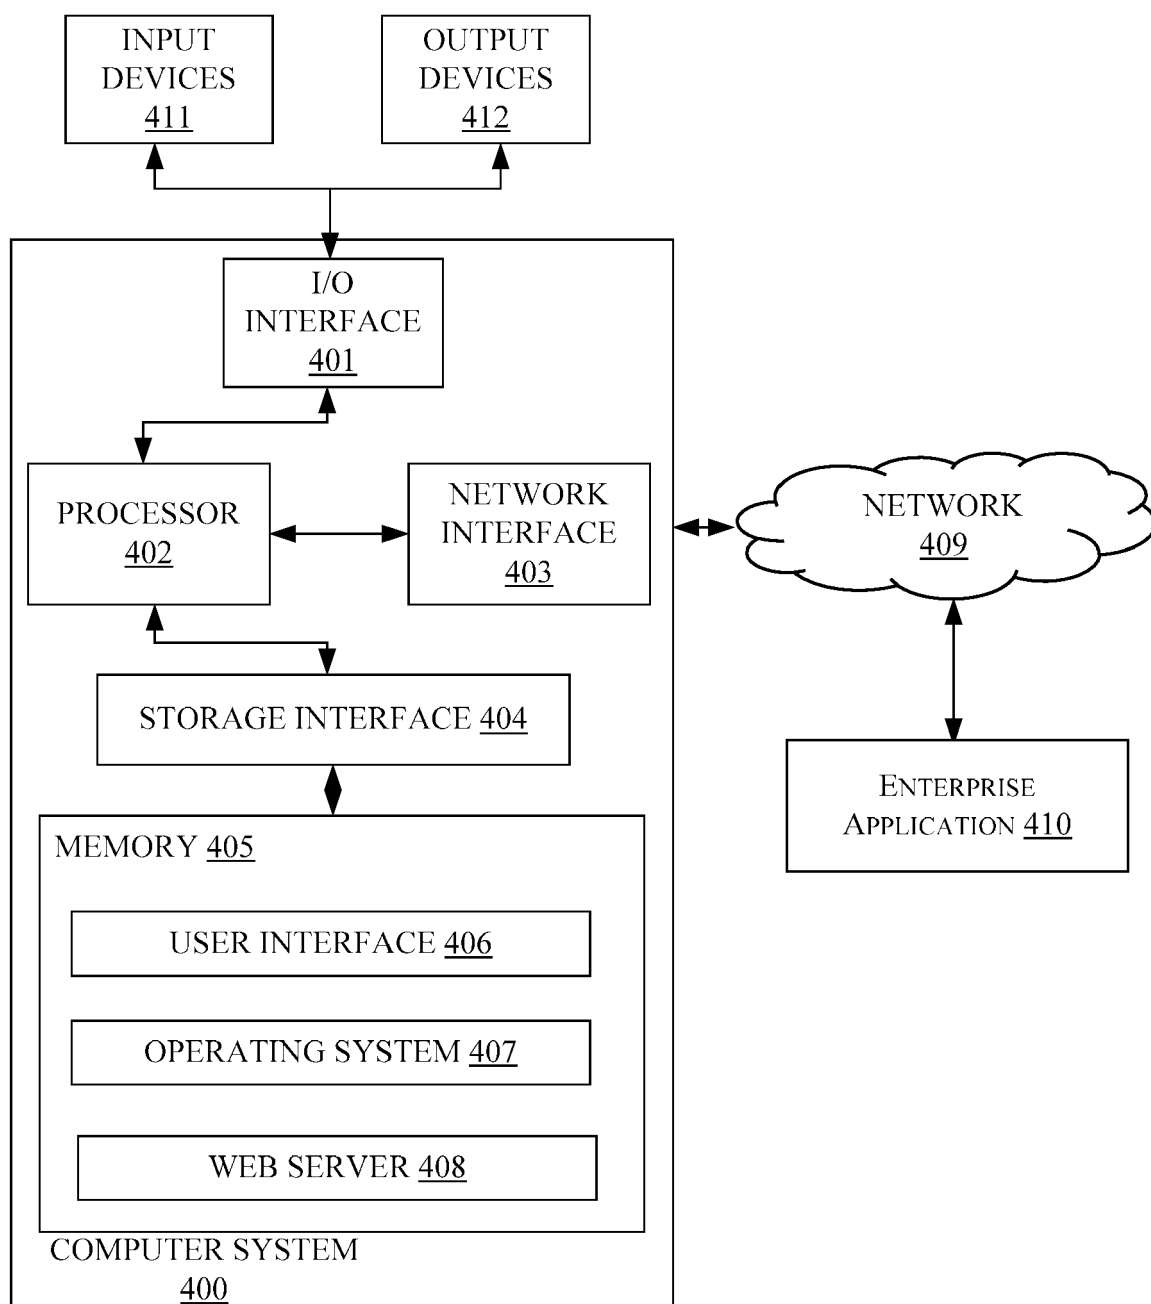 INPUT
DEVICES
411
OUTPUT
DEVICES
412
I/O
INTERFACE
401
PROCESSOR
402
NETWORK
INTERFACE
403
NETWORK
409
STORAGE INTERFACE 404
ENTERPRISE
APPLICATION 410
MEMORY 405
USER INTERFACE 406
OPERATING SYSTEM 407
WEB SERVER 408
COMPUTER SYSTEM
400